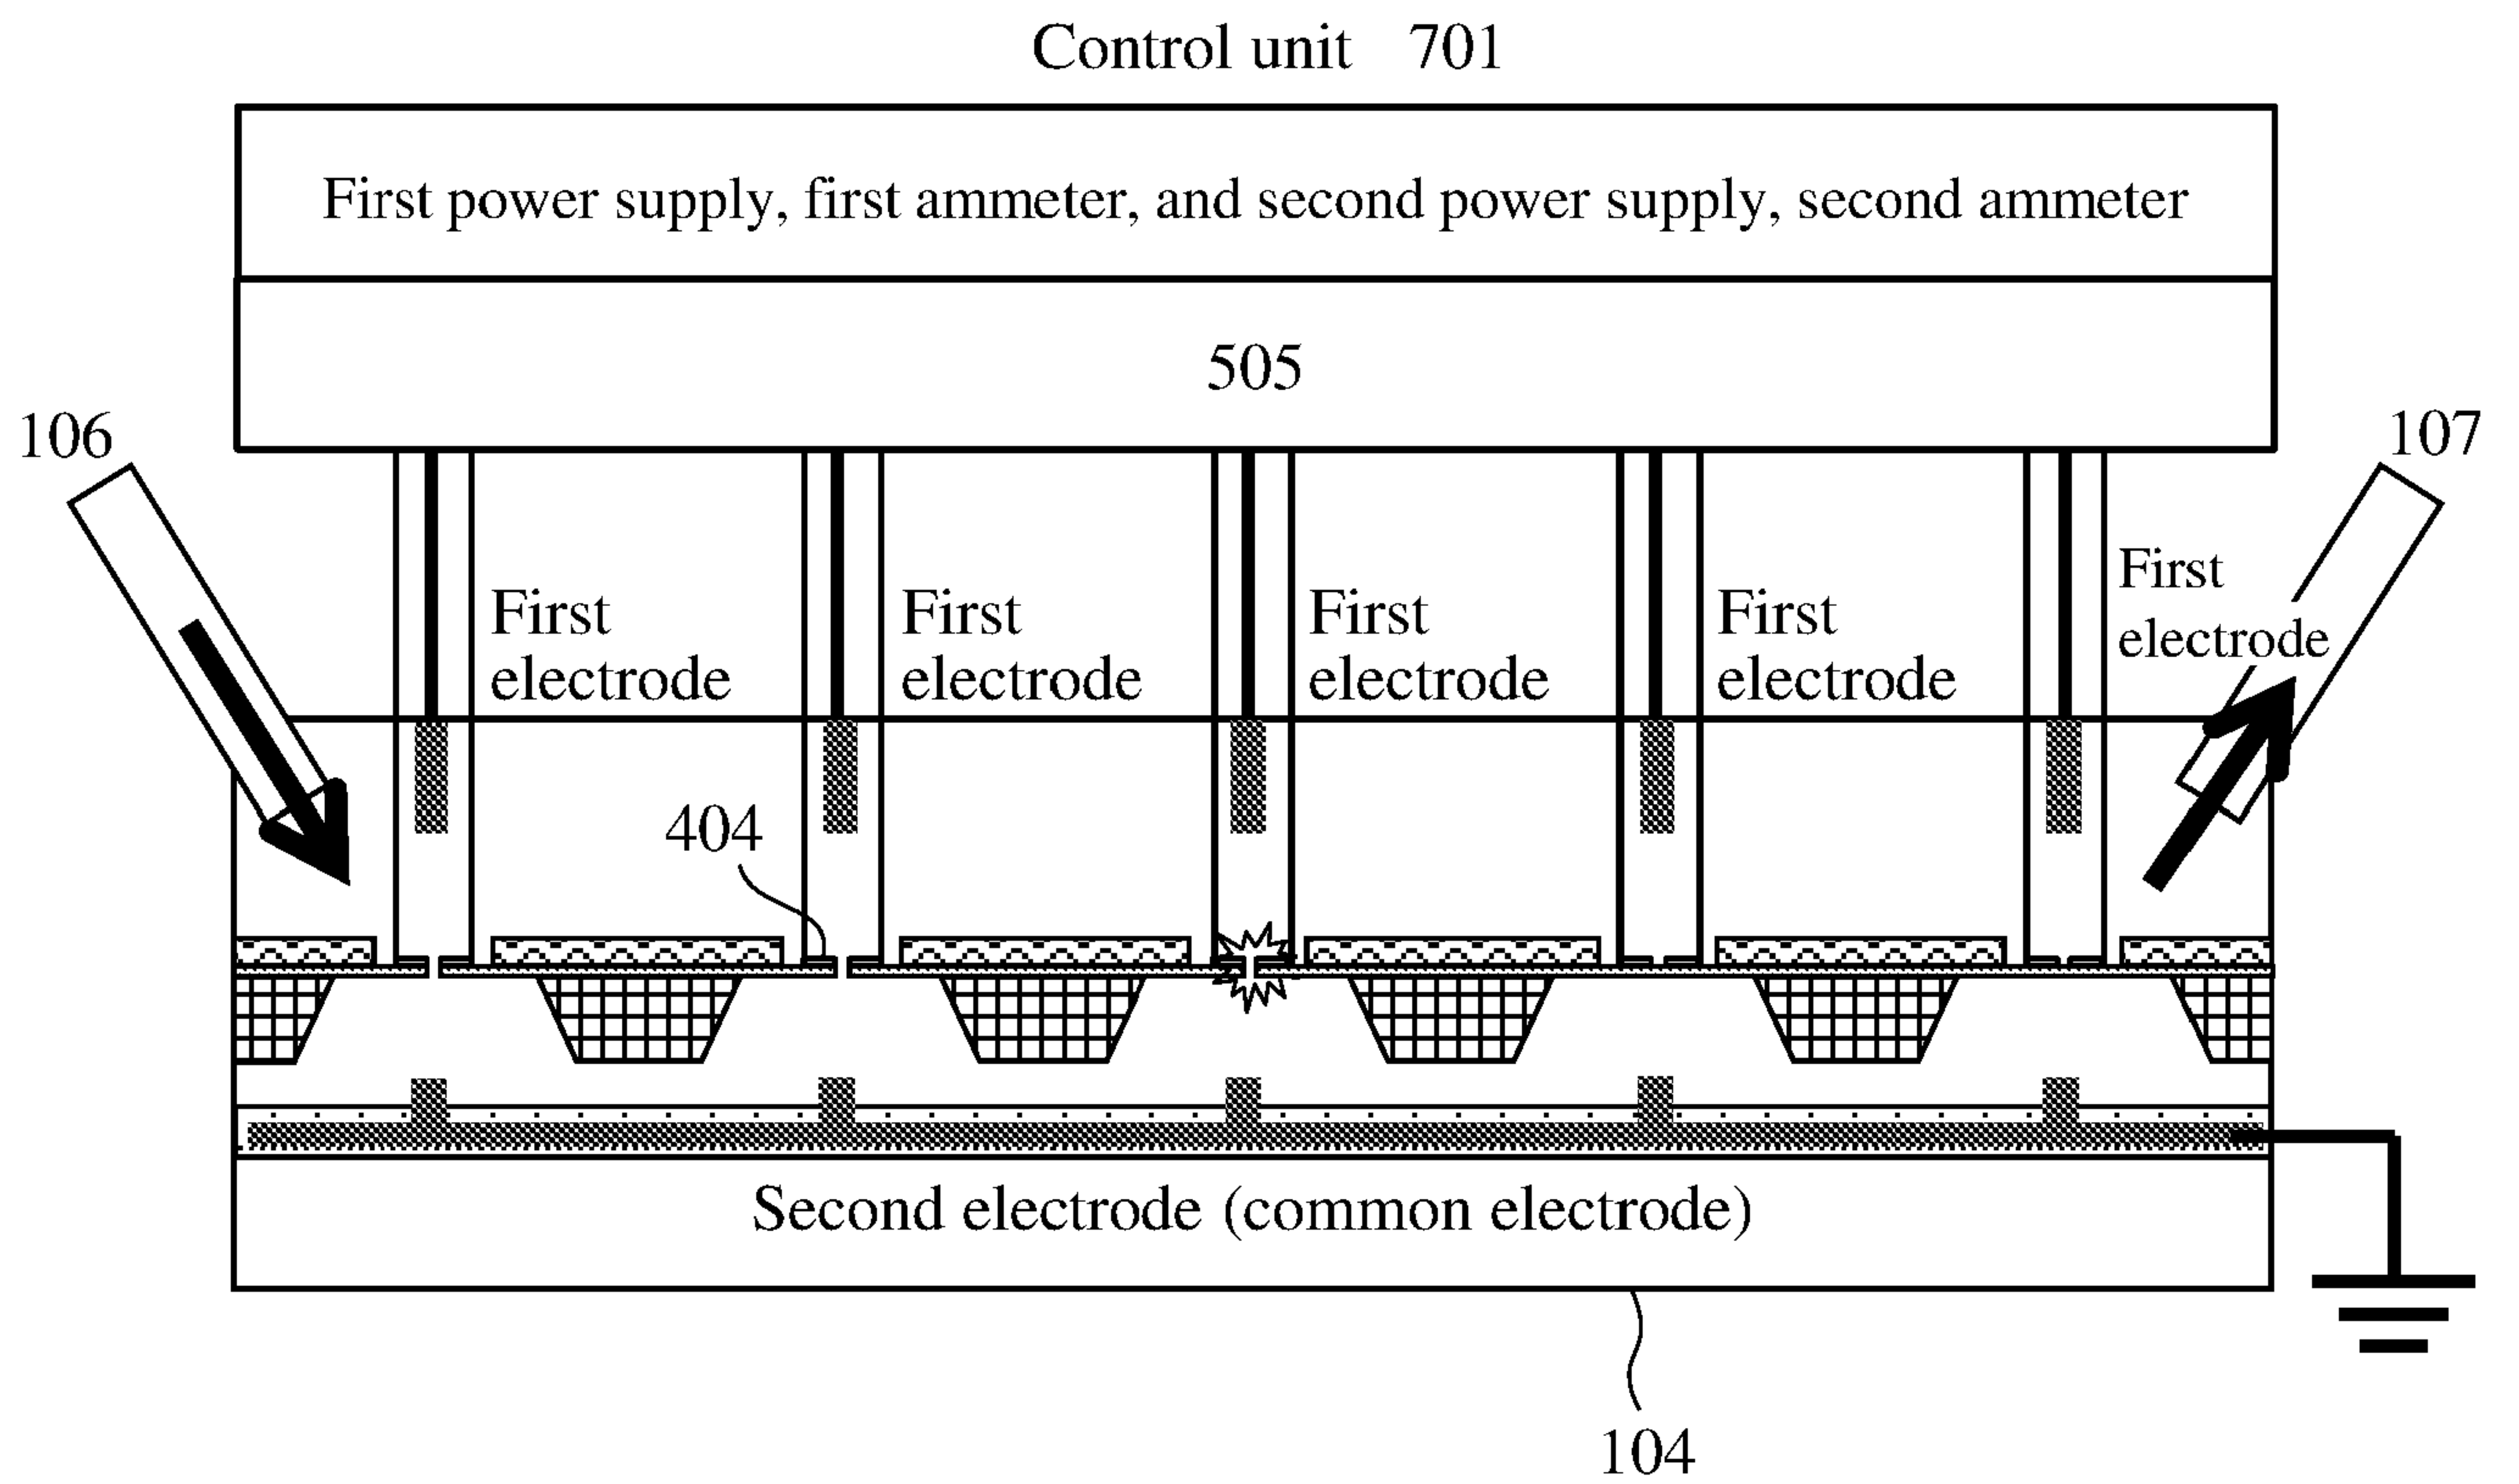 Control unit 701
First power supply, first ammeter, and second power supply, second ammeter
505
106
107
First
electrode
First
electrode
First
electrode
First
electrode
First
electrode
404
Second electrode (common electrode)
104